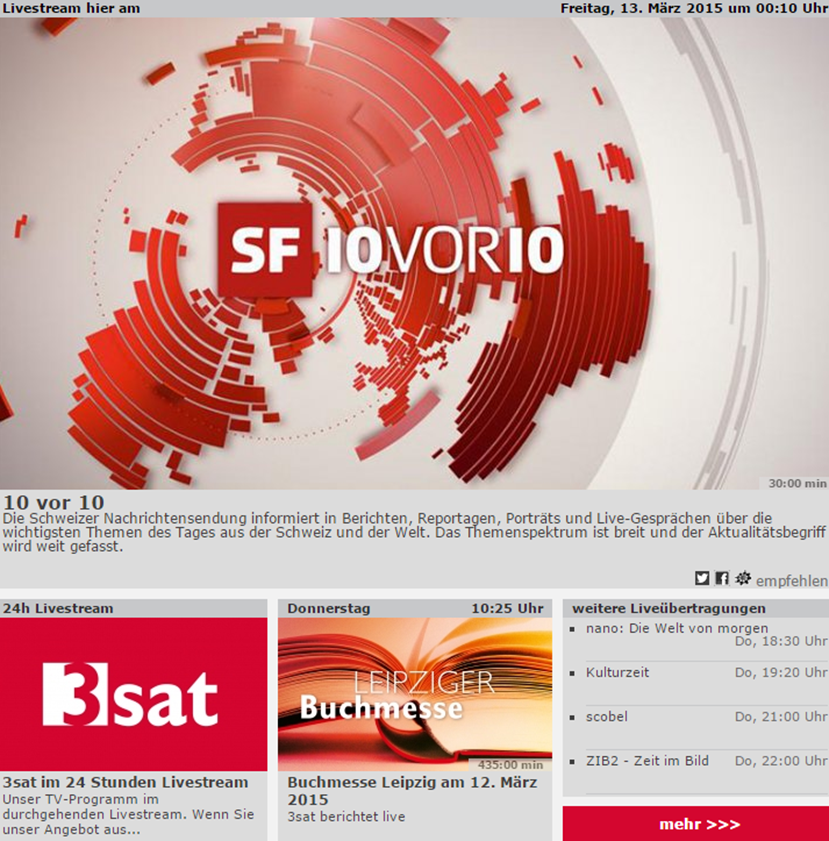 Livestream hier am
Freitag, 13. März 2015 um 00:10 Uhr
SF 10VOR10
30:00 min
10 vor 10
Die Schweizer Nachrichtensendung informiert in Berichten, Reportagen, Porträts und Live-Gesprächen über die
wichtigsten Themen des Tages aus der Schweiz und der Welt. Das Themenspektrum ist breit und der Aktualitätsbegriff
wird weit gefasst.
empfehlen
24h Livestream
3sat
3sat im 24 Stunden Livestream
Unser TV-Programm im
durchgehenden Livestream. Wenn Sie
unser Angebot aus...
Donnerstag 10:25 Uhr
LEIPZIGER
Buchmesse
435:00 min
Buchmesse Leipzig am 12. März
2015
3sat berichtet live
weitere Liveübertragungen
nano: Die Welt von morgen
Do, 18:30 Uhr
Kulturzeit Do, 19:20 Uhr
scobel Do, 21:00 Uhr
ZIB2 - Zeit im Bild Do, 22:00 Uhr
mehr >>>